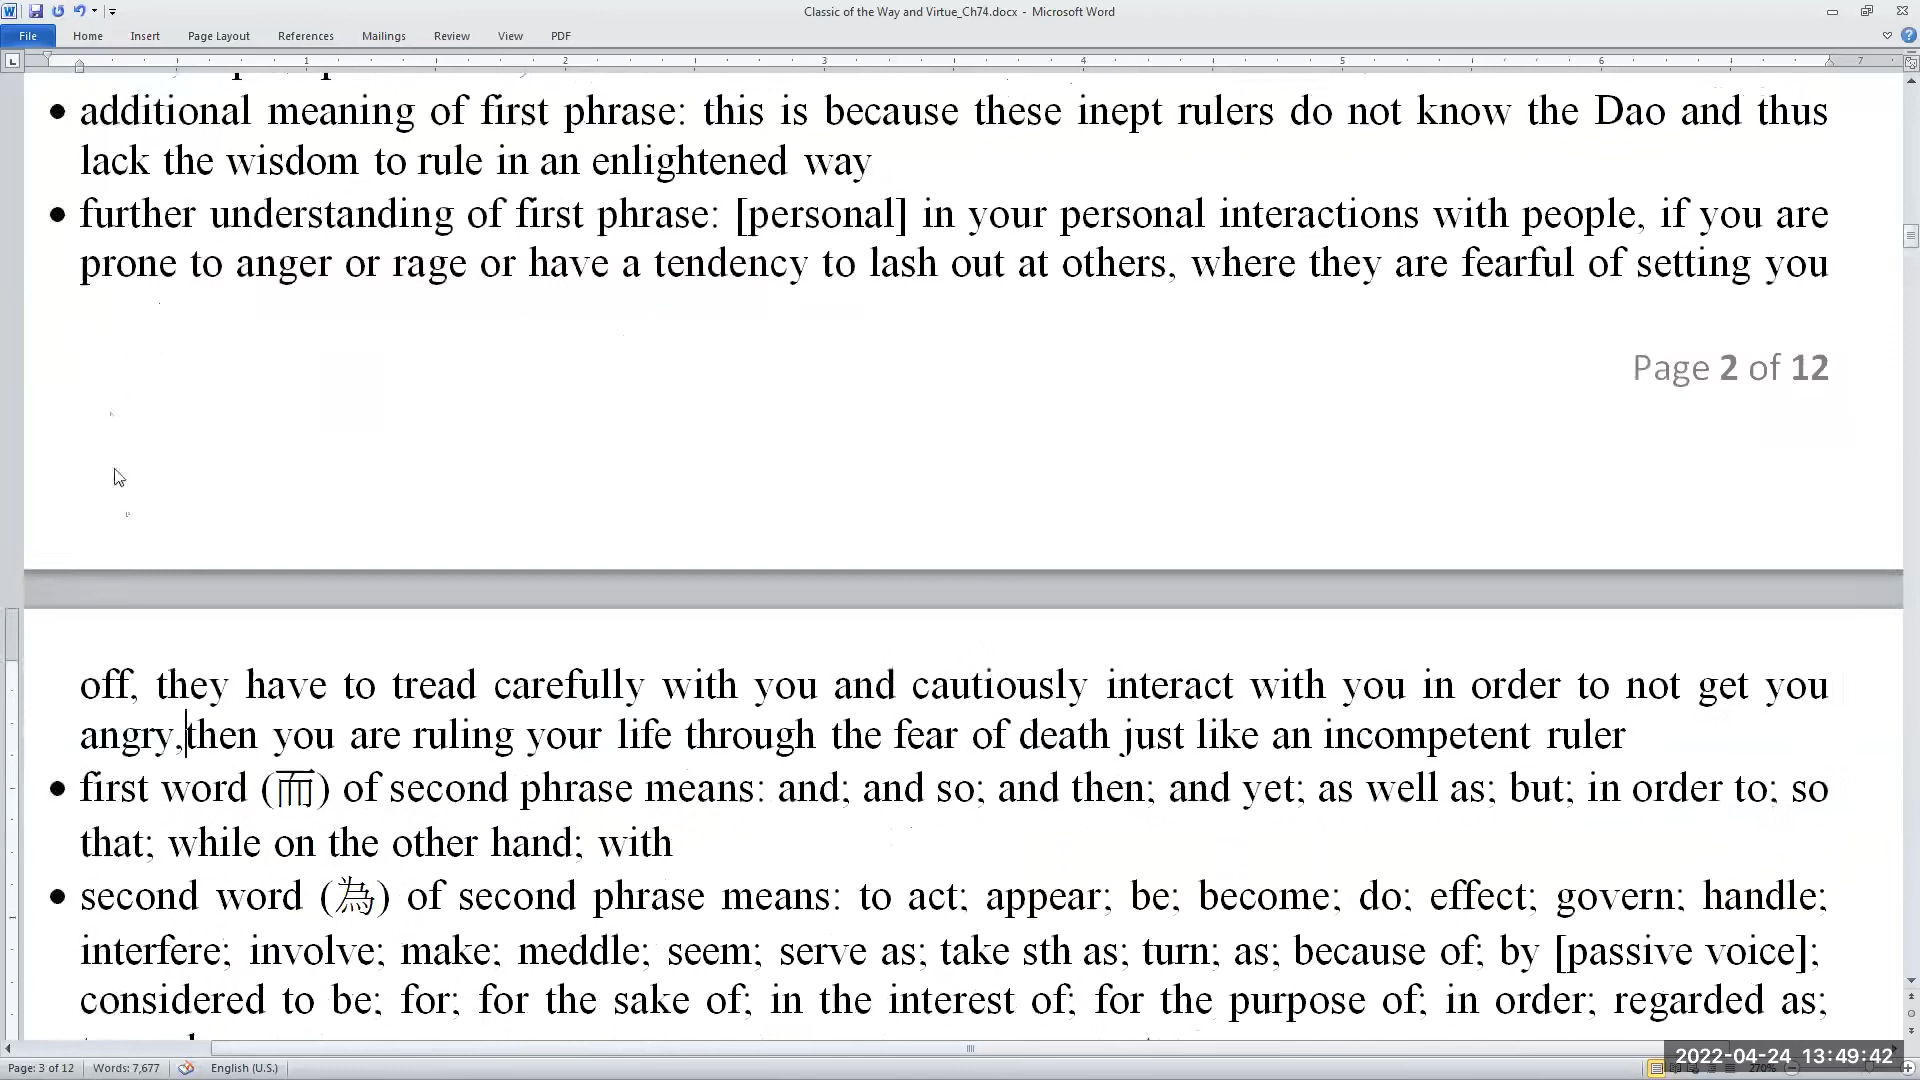 Classic of the Way and Virtue_Ch74.docx - Microsoft Word
File Home Insert Page Layout References Mailings Review View PDF
1 2 3 4 5 6 7
• additional meaning of first phrase: this is because these inept rulers do not know the Dao and thus
lack the wisdom to rule in an enlightened way
• further understanding of first phrase: [personal] in your personal interactions with people, if you are
prone to anger or rage or have a tendency to lash out at others, where they are fearful of setting you
Page 2 of 12
off, they have to tread carefully with you and cautiously interact with you in order to not get you
angry,then you are ruling your life through the fear of death just like an incompetent ruler
• first word (而) of second phrase means: and; and so; and then; and yet; as well as; but; in order to; so
that; while on the other hand; with
• second word (為) of second phrase means: to act; appear; be; become; do; effect; govern; handle;
interfere; involve; make; meddle; seem; serve as; take sth as; turn; as; because of; by [passive voice];
considered to be; for; for the sake of; in the interest of; for the purpose of; in order; regarded as;
2022-04-24 13:49:42
Page: 3 of 12 Words: 7,677 English (U.S.) 270%